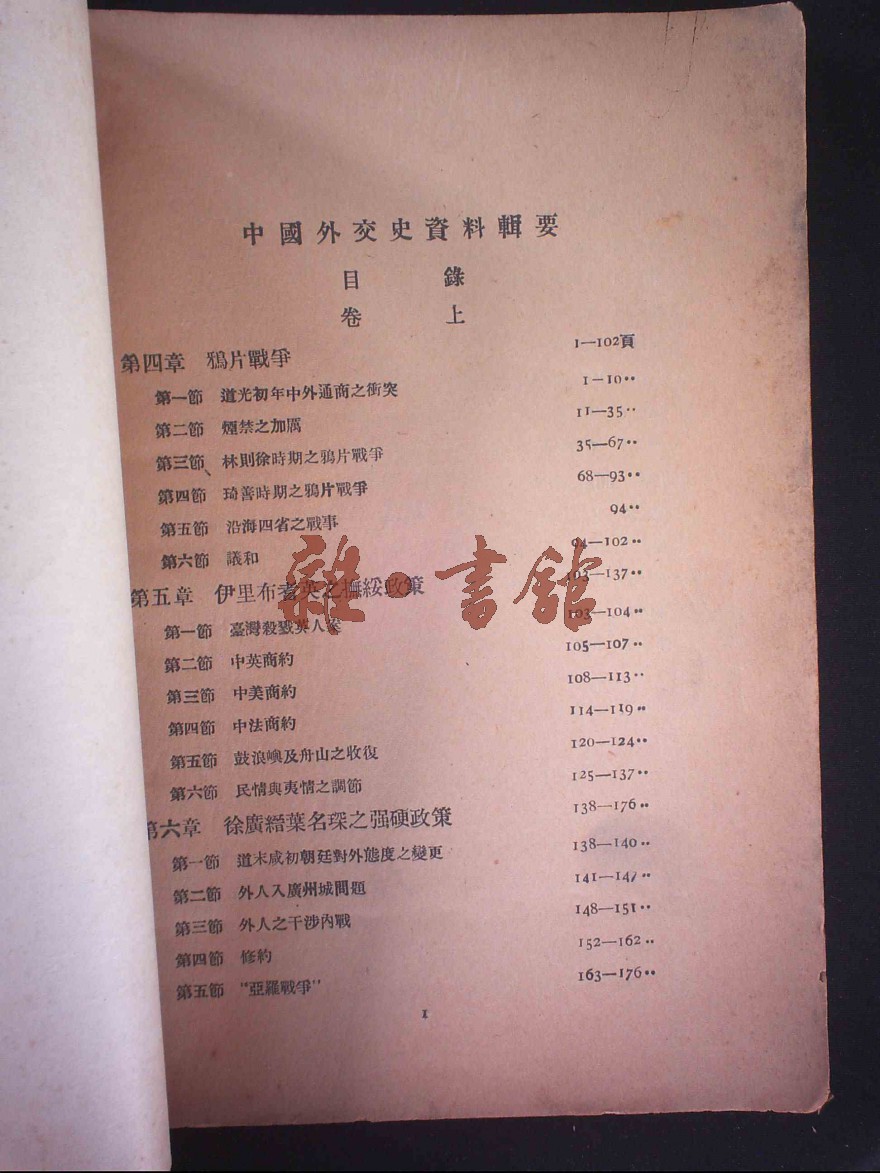 中國外交史資料輯要
目錄
卷上
第四章 鴉片戰爭 1—102頁
第一節 道光初年中外通商之衝突 1—10〃
第二節 煙禁之加厲 11—35〃
第三節 林則徐時期之鴉片戰爭 35—67〃
第四節 琦善時期之鴉片戰爭 68—93〃
第五節 沿海四省之戰事 94〃
第六節 議和 94—102〃
第五章 伊里布耆英之撫綏政策 103—137〃
第一節 臺灣殺戮英人案 103—104〃
第二節 中英商約 105—107〃
第三節 中美商約 108—113〃
第四節 中法商約 114—119〃
第五節 鼓浪嶼及舟山之收復 120—124〃
第六節 民情與夷情之調節 125—137〃
第六章 徐廣縉葉名琛之强硬政策 138—176〃
第一節 道末咸初朝廷對外態度之變更 138—140〃
第二節 外人入廣州城問題 141—147〃
第三節 外人之干涉內戰 148—151〃
第四節 修約 152—162〃
第五節 "亞羅戰爭" 163—176〃
1
雜·書館